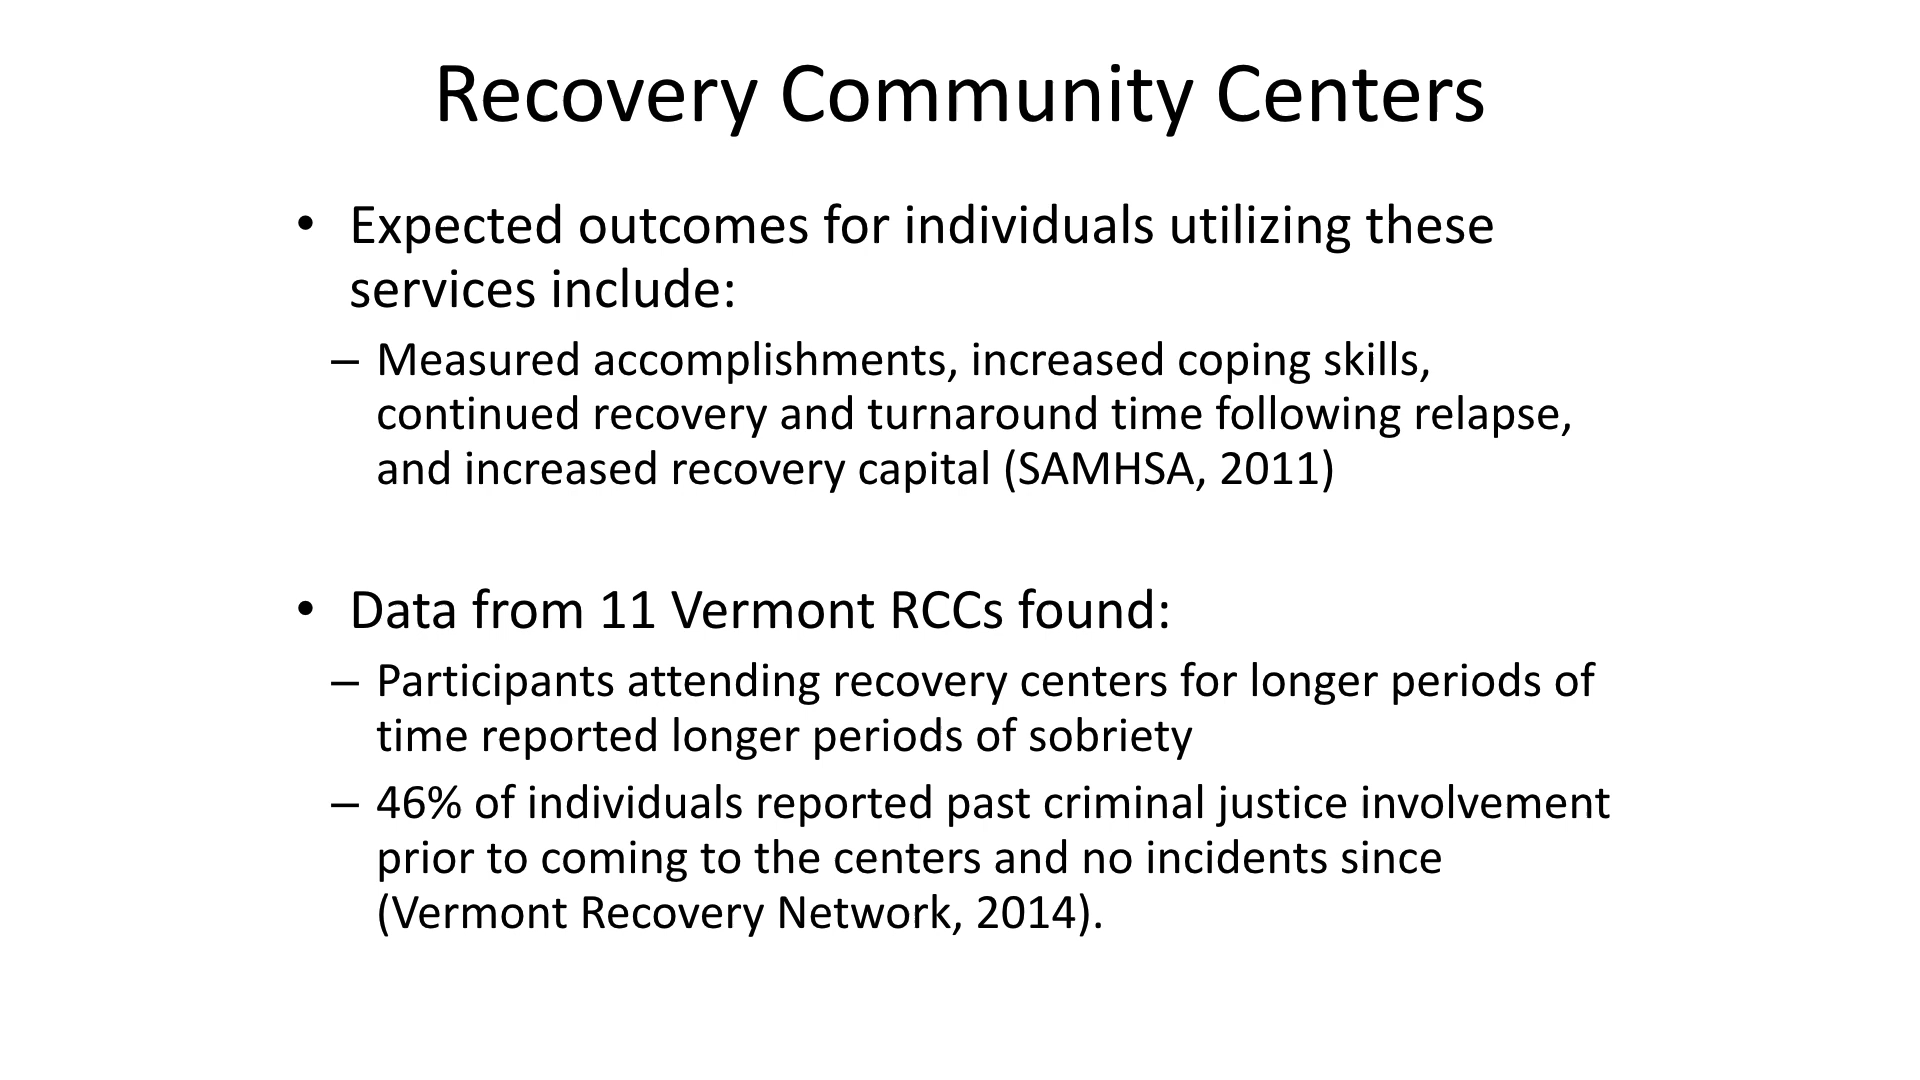 Recovery Community Centers
• Expected outcomes for individuals utilizing these
services include:
– Measured accomplishments, increased coping skills,
continued recovery and turnaround time following relapse,
and increased recovery capital (SAMHSA, 2011)
• Data from 11 Vermont RCCs found:
– Participants attending recovery centers for longer periods of
time reported longer periods of sobriety
– 46% of individuals reported past criminal justice involvement
prior to coming to the centers and no incidents since
(Vermont Recovery Network, 2014).